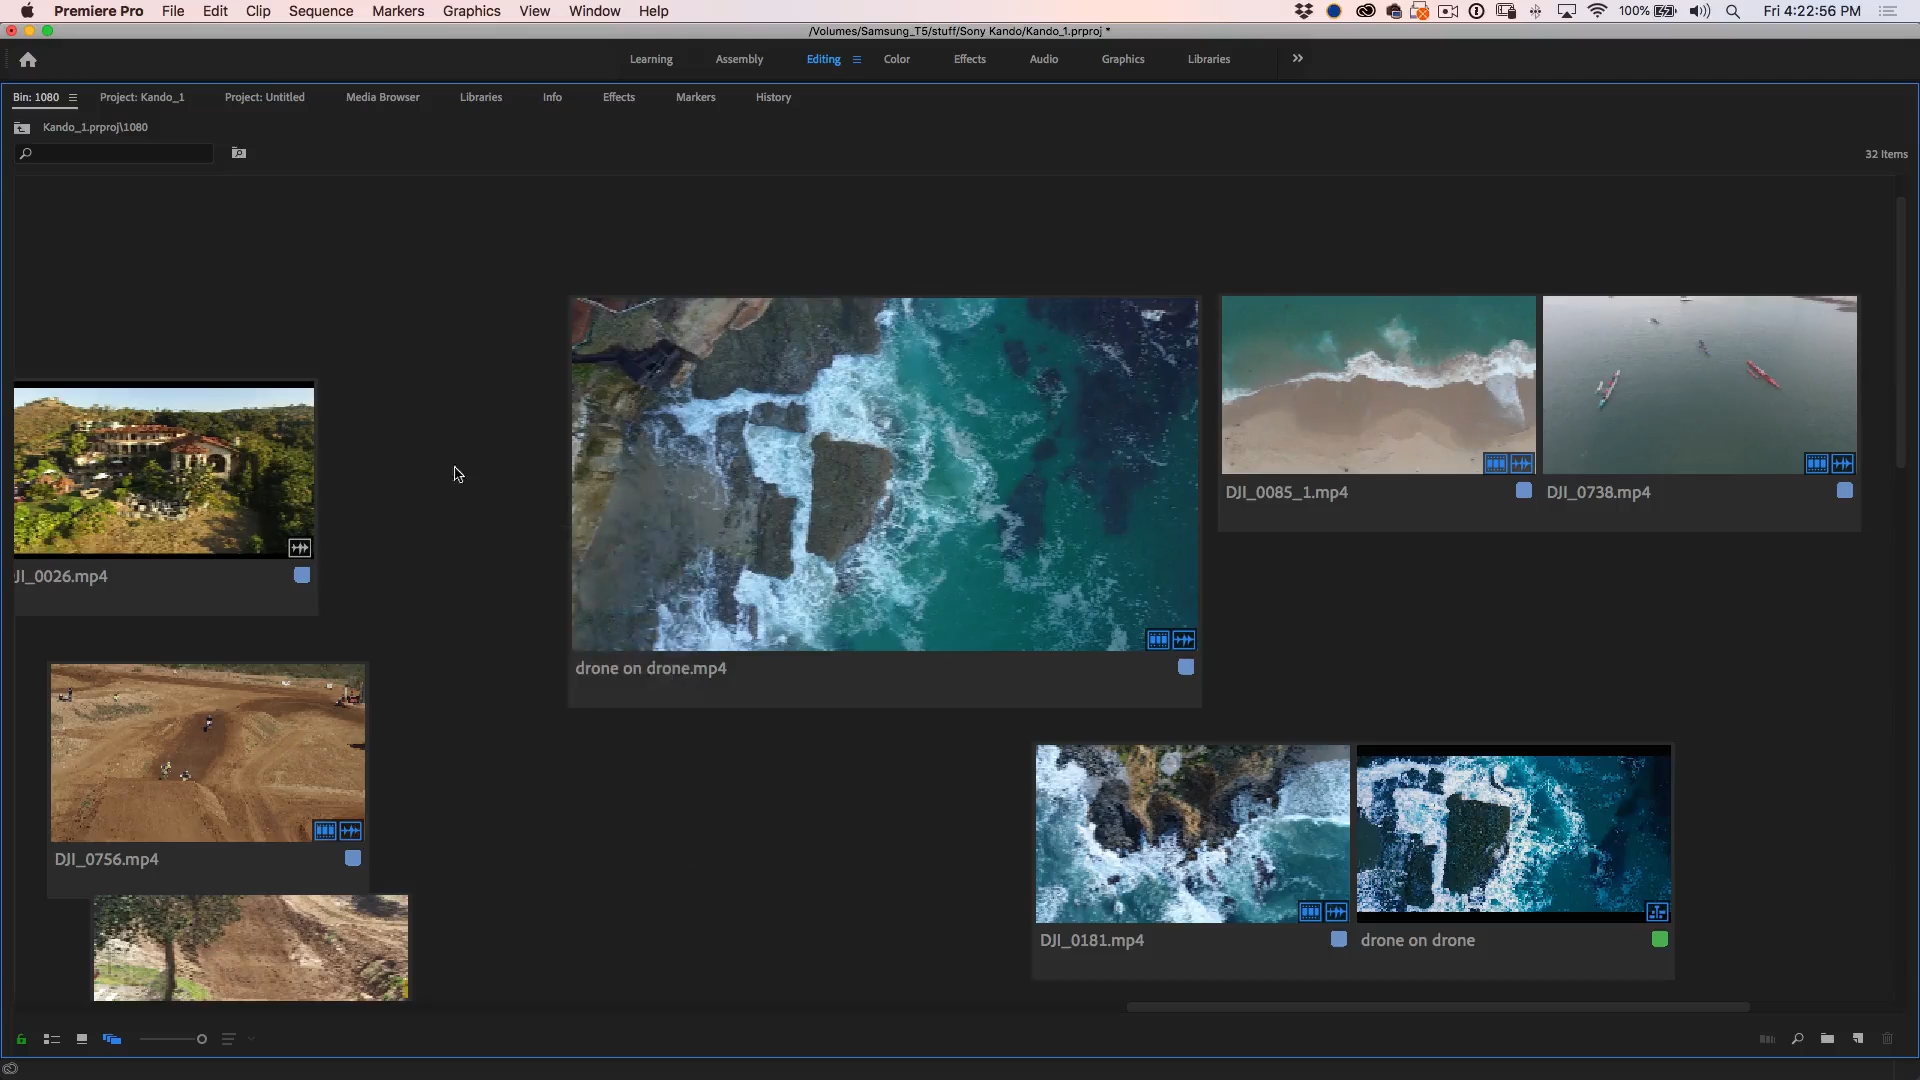 Premiere Pro File Edit Clip Sequence Markers Graphics View Window Help 100% Fri 4:22:56 PM
/Volumes/Samsung_T5/stuff/Sony Kando/Kando_1.prproj *
Learning Assembly Editing Color Effects Audio Graphics Libraries
Bin: 1080 Project: Kando_1 Project: Untitled Media Browser Libraries Info Effects Markers History
Kando_1.prproj\1080
32 Items
DJI_0085_1.mp4 DJI_0738.mp4
JI_0026.mp4
drone on drone.mp4
DJI_0756.mp4
DJI_0181.mp4 drone on drone